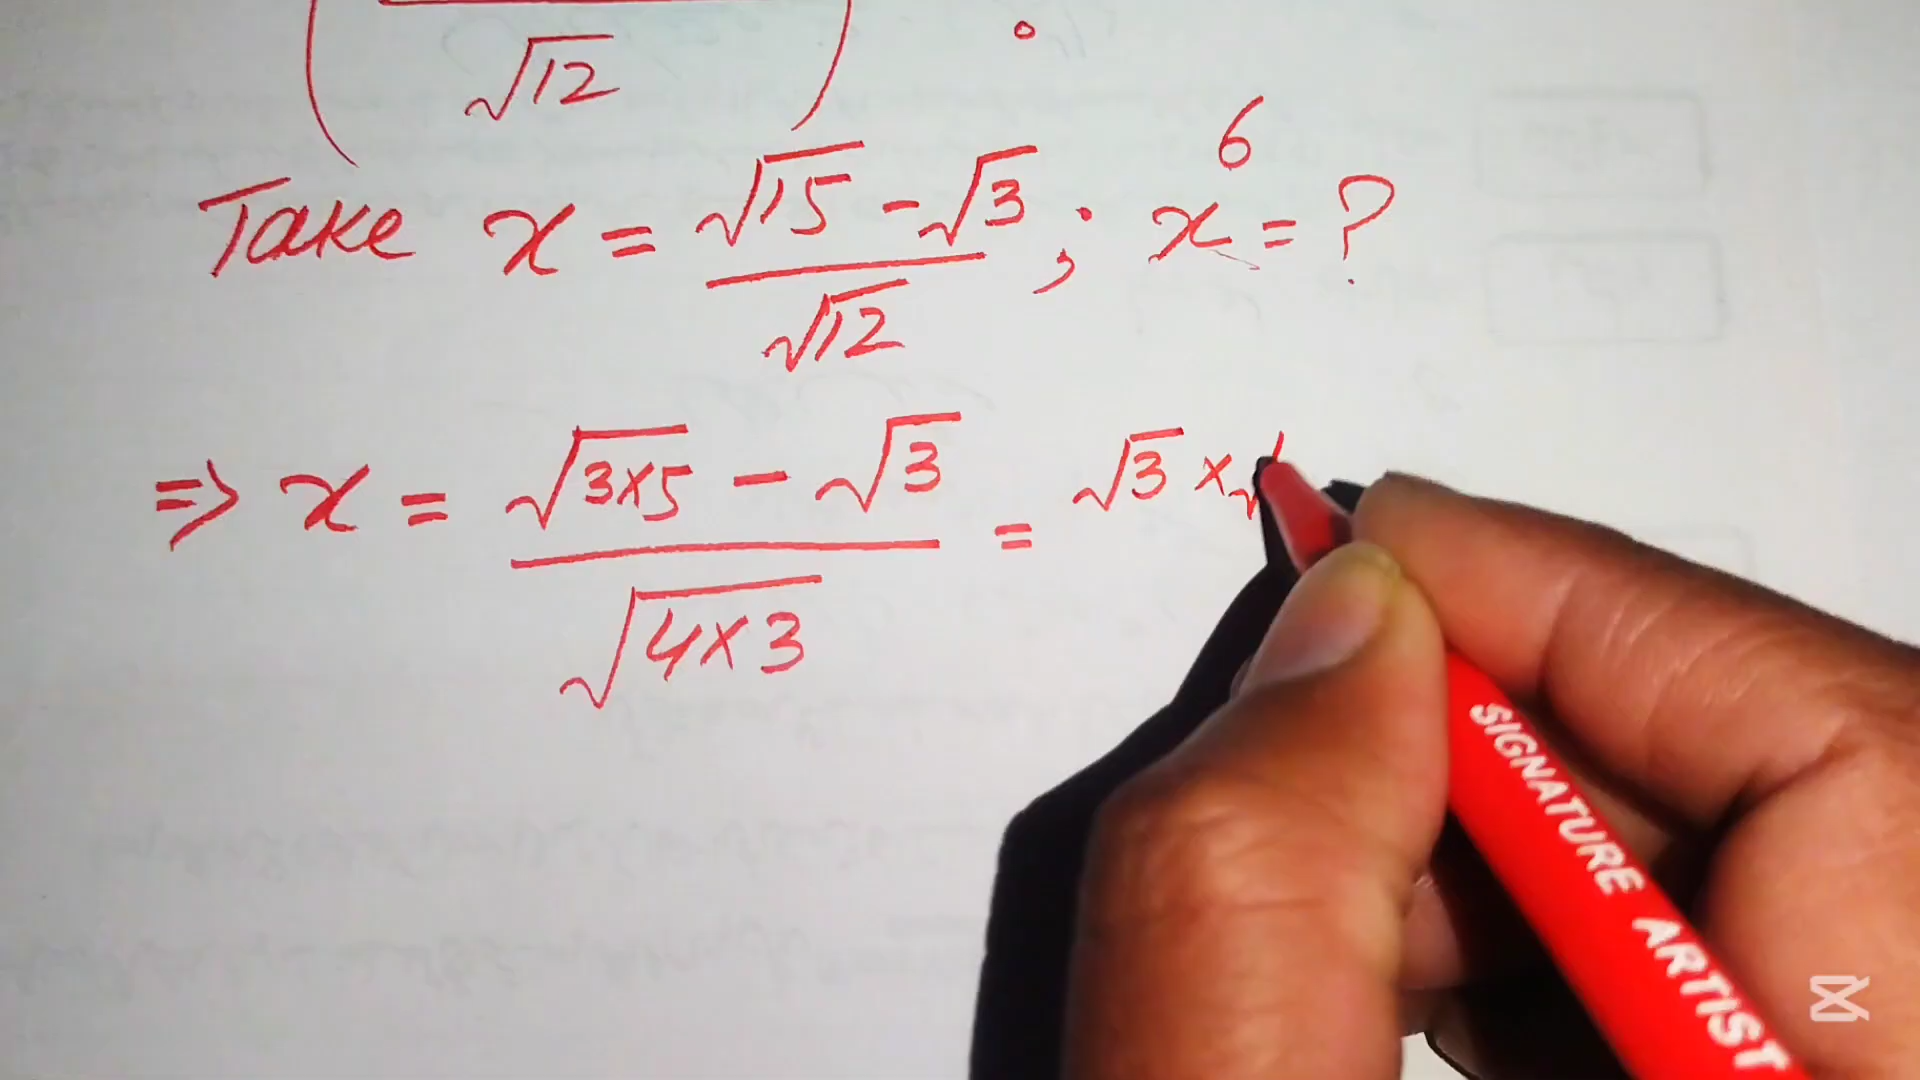 √12
Take x = (√15 - √3)/√12 ; x⁶ = ?
⇒ x = (√(3×5) - √3)/√(4×3) = √3 × √
SIGNATURE ARTIST